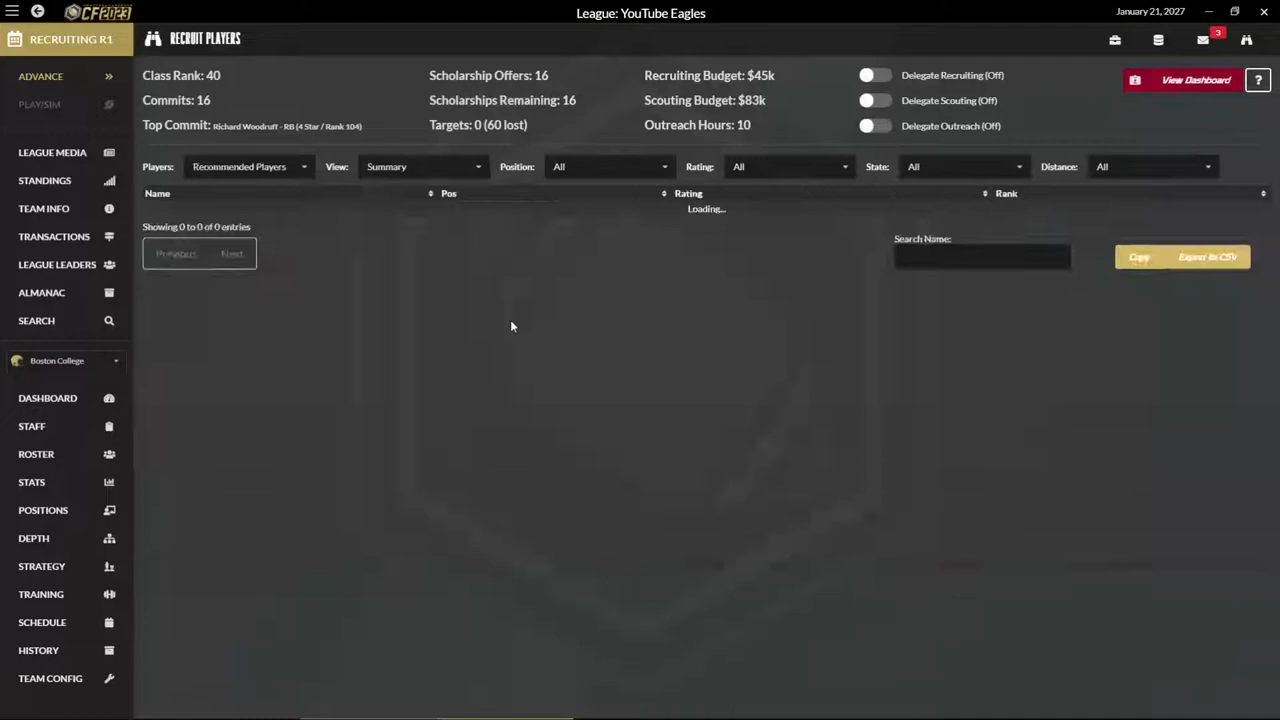 CF2023
League: YouTube Eagles
January 21, 2027
RECRUITING R1
RECRUIT PLAYERS
3
ADVANCE
PLAY/SIM
LEAGUE MEDIA
STANDINGS
TEAM INFO
TRANSACTIONS
LEAGUE LEADERS
ALMANAC
SEARCH
Boston College
DASHBOARD
STAFF
ROSTER
STATS
POSITIONS
DEPTH
STRATEGY
TRAINING
SCHEDULE
HISTORY
TEAM CONFIG
Class Rank: 40
Commits: 16
Top Commit: Richard Woodruff - RB (4 Star / Rank 104)
Scholarship Offers: 16
Scholarships Remaining: 16
Targets: 0 (60 lost)
Recruiting Budget: $45k
Scouting Budget: $83k
Outreach Hours: 10
Delegate Recruiting (Off)
Delegate Scouting (Off)
Delegate Outreach (Off)
View Dashboard
?
Players: Recommended Players View: Summary Position: All Rating: All State: All Distance: All
Name Pos Rating Rank
Loading...
Showing 0 to 0 of 0 entries
Previous Next
Search Name:
Copy Export to CSV